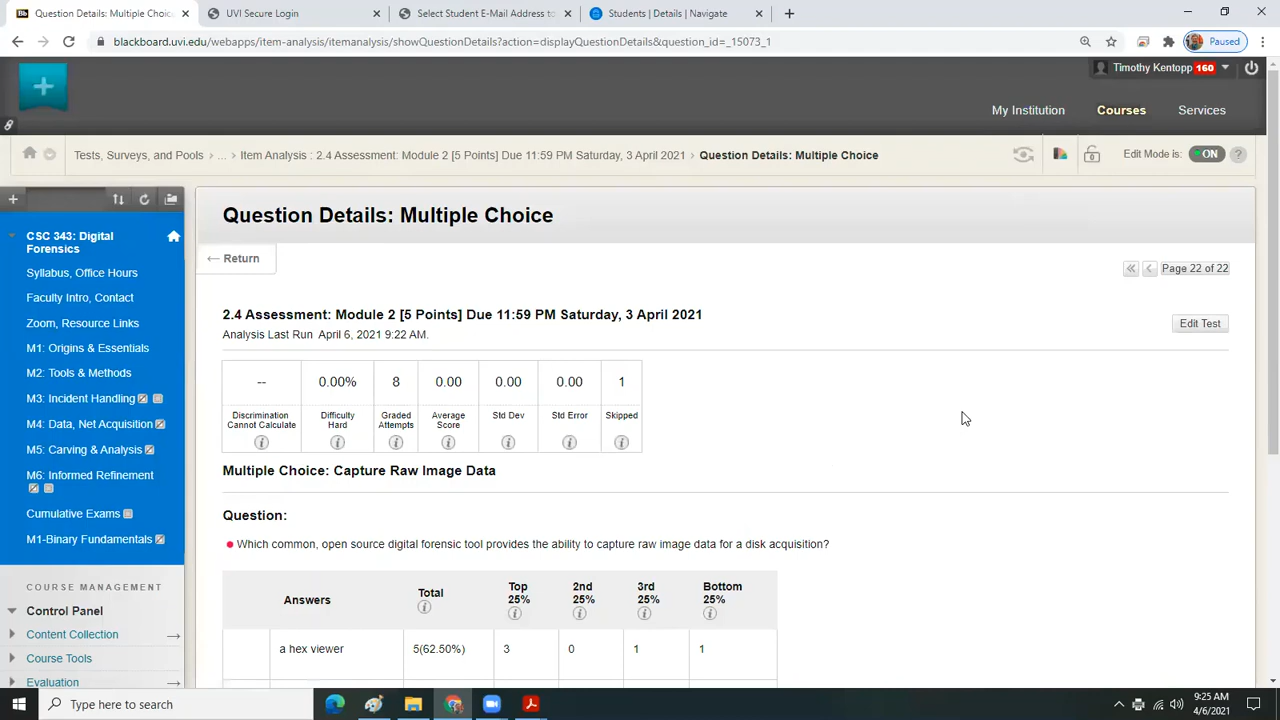 Question Details: Multiple Choic
UVI Secure Login
Select Student E-Mail Address to
Students | Details | Navigate
blackboard.uvi.edu/webapps/item-analysis/itemanalysis/showQuestionDetails?action=displayQuestionDetails&question_id=_15073_1
Paused
Timothy Kentopp 160
My Institution Courses Services
Tests, Surveys, and Pools ... Item Analysis : 2.4 Assessment: Module 2 [5 Points] Due 11:59 PM Saturday, 3 April 2021 Question Details: Multiple Choice
Edit Mode is: ON ?
CSC 343: Digital
Forensics
Syllabus, Office Hours
Faculty Intro, Contact
Zoom, Resource Links
M1: Origins & Essentials
M2: Tools & Methods
M3: Incident Handling
M4: Data, Net Acquisition
M5: Carving & Analysis
M6: Informed Refinement
Cumulative Exams
M1-Binary Fundamentals
COURSE MANAGEMENT
Control Panel
Content Collection
Course Tools
Evaluation
Question Details: Multiple Choice
← Return
Page 22 of 22
2.4 Assessment: Module 2 [5 Points] Due 11:59 PM Saturday, 3 April 2021
Analysis Last Run April 6, 2021 9:22 AM.
Edit Test
-- 0.00% 8 0.00 0.00 0.00 1
Discrimination
Cannot Calculate
Difficulty
Hard
Graded
Attempts
Average
Score
Std Dev
Std Error
Skipped
Multiple Choice: Capture Raw Image Data
Question:
Which common, open source digital forensic tool provides the ability to capture raw image data for a disk acquisition?
Answers
Total
Top
25%
2nd
25%
3rd
25%
Bottom
25%
a hex viewer 5(62.50%) 3 0 1 1
Type here to search
9:25 AM
4/6/2021